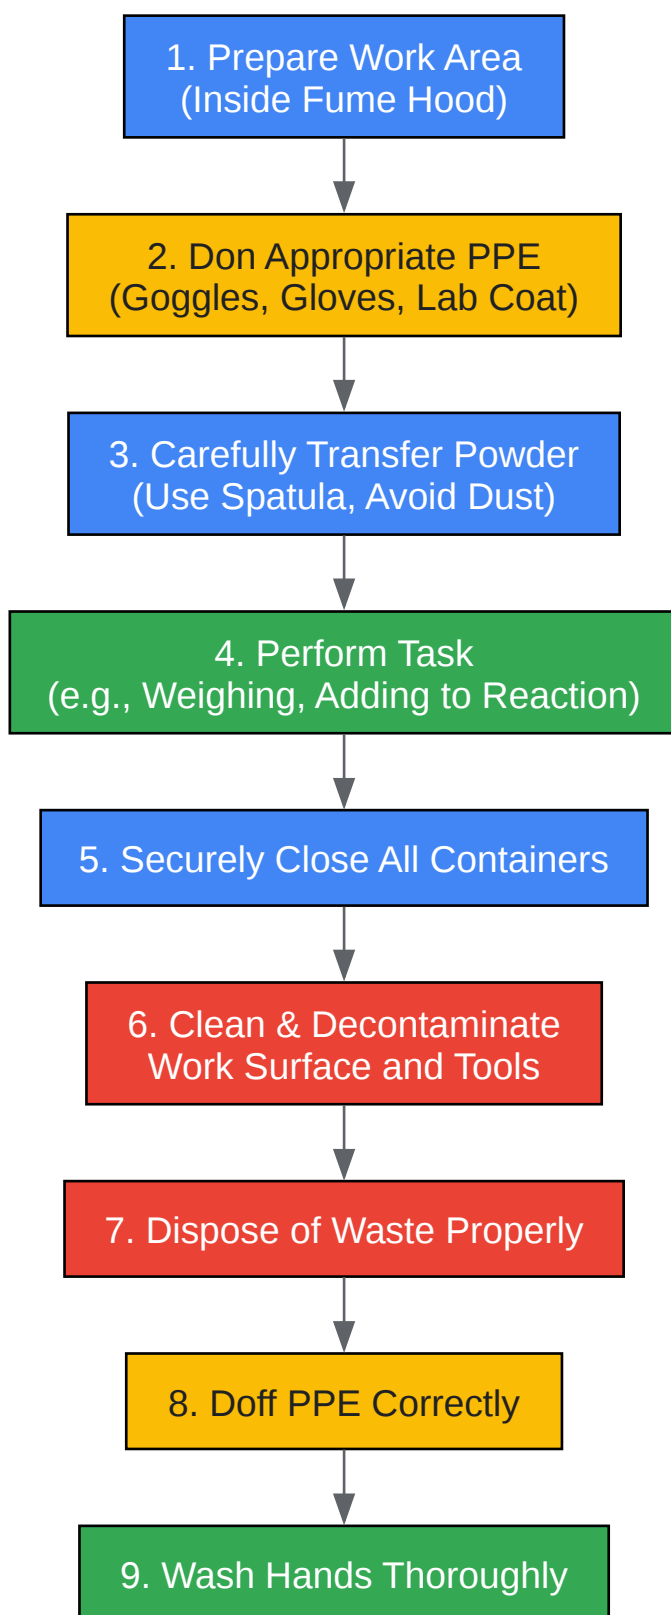 1. Prepare Work Area
(Inside Fume Hood)
2. Don Appropriate PPE
(Goggles, Gloves, Lab Coat)
3. Carefully Transfer Powder
(Use Spatula, Avoid Dust)
4. Perform Task
(e.g., Weighing, Adding to Reaction)
5. Securely Close All Containers
6. Clean & Decontaminate
Work Surface and Tools
7. Dispose of Waste Properly
8. Doff PPE Correctly
9. Wash Hands Thoroughly